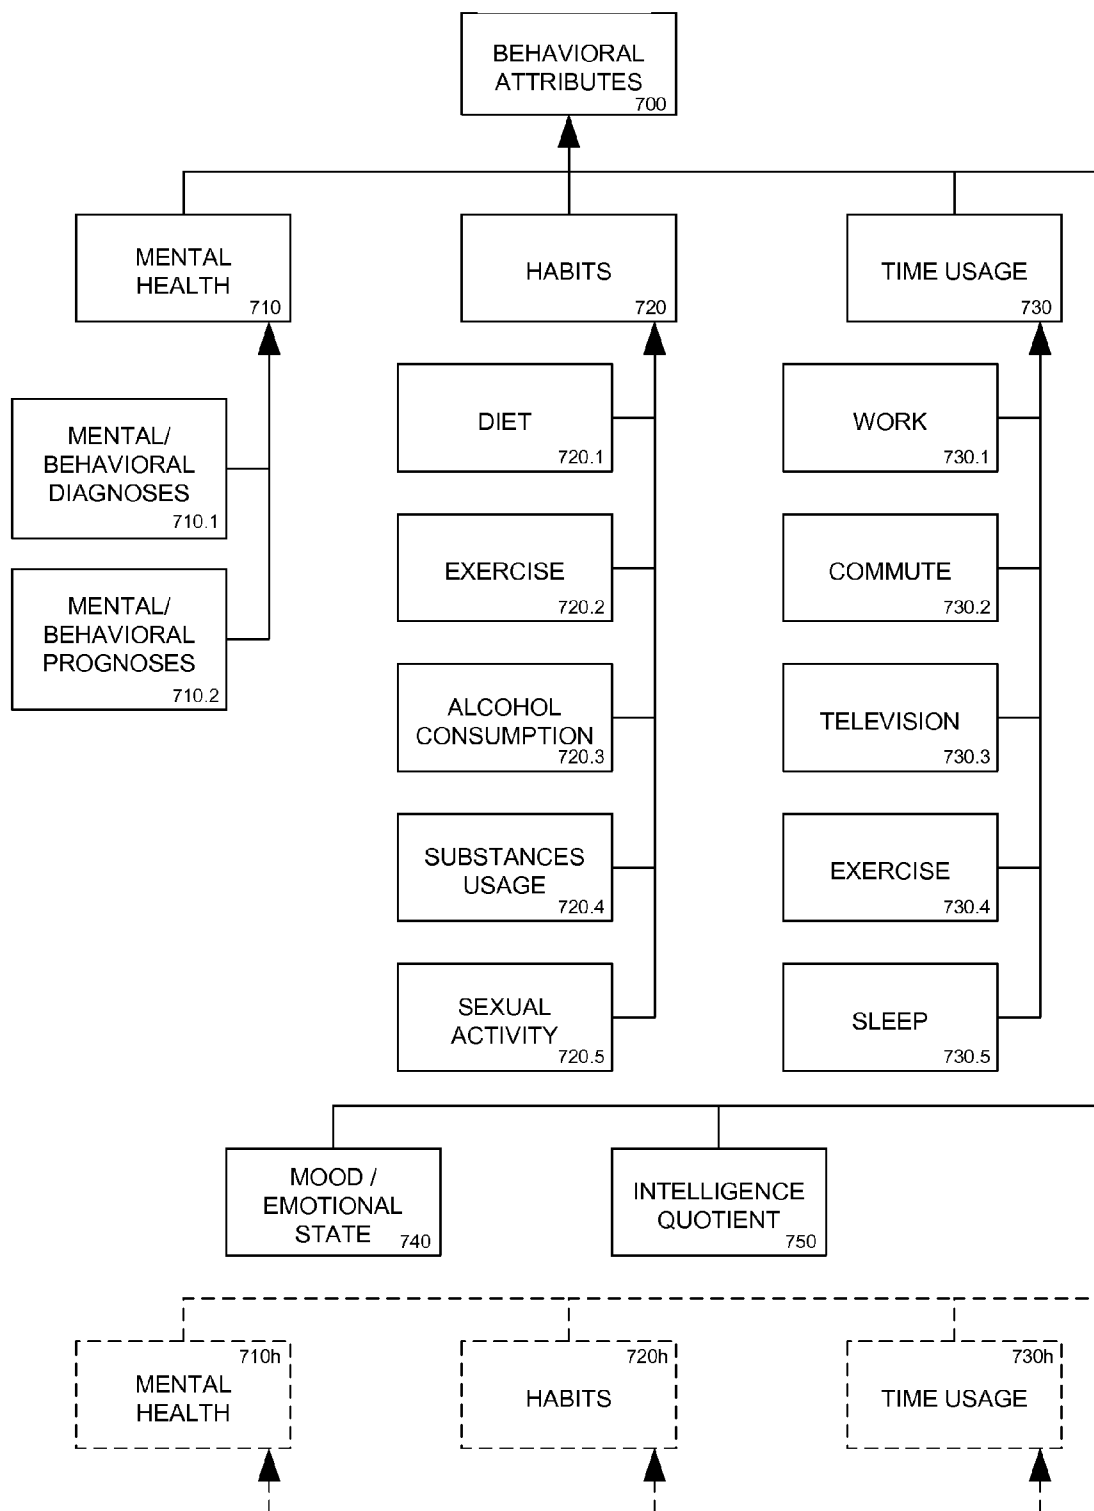 BEHAVIORAL
ATTRIBUTES
700
MENTAL
HEALTH
710
HABITS
720
TIME USAGE
730
MENTAL/
BEHAVIORAL
DIAGNOSES
710.1
MENTAL/
BEHAVIORAL
PROGNOSES
710.2
DIET
720.1
EXERCISE
720.2
ALCOHOL
CONSUMPTION
720.3
SUBSTANCES
USAGE
720.4
SEXUAL
ACTIVITY
720.5
WORK
730.1
COMMUTE
730.2
TELEVISION
730.3
EXERCISE
730.4
SLEEP
730.5
MOOD /
EMOTIONAL
STATE
740
INTELLIGENCE
QUOTIENT
750
710h
MENTAL
HEALTH
720h
HABITS
730h
TIME USAGE